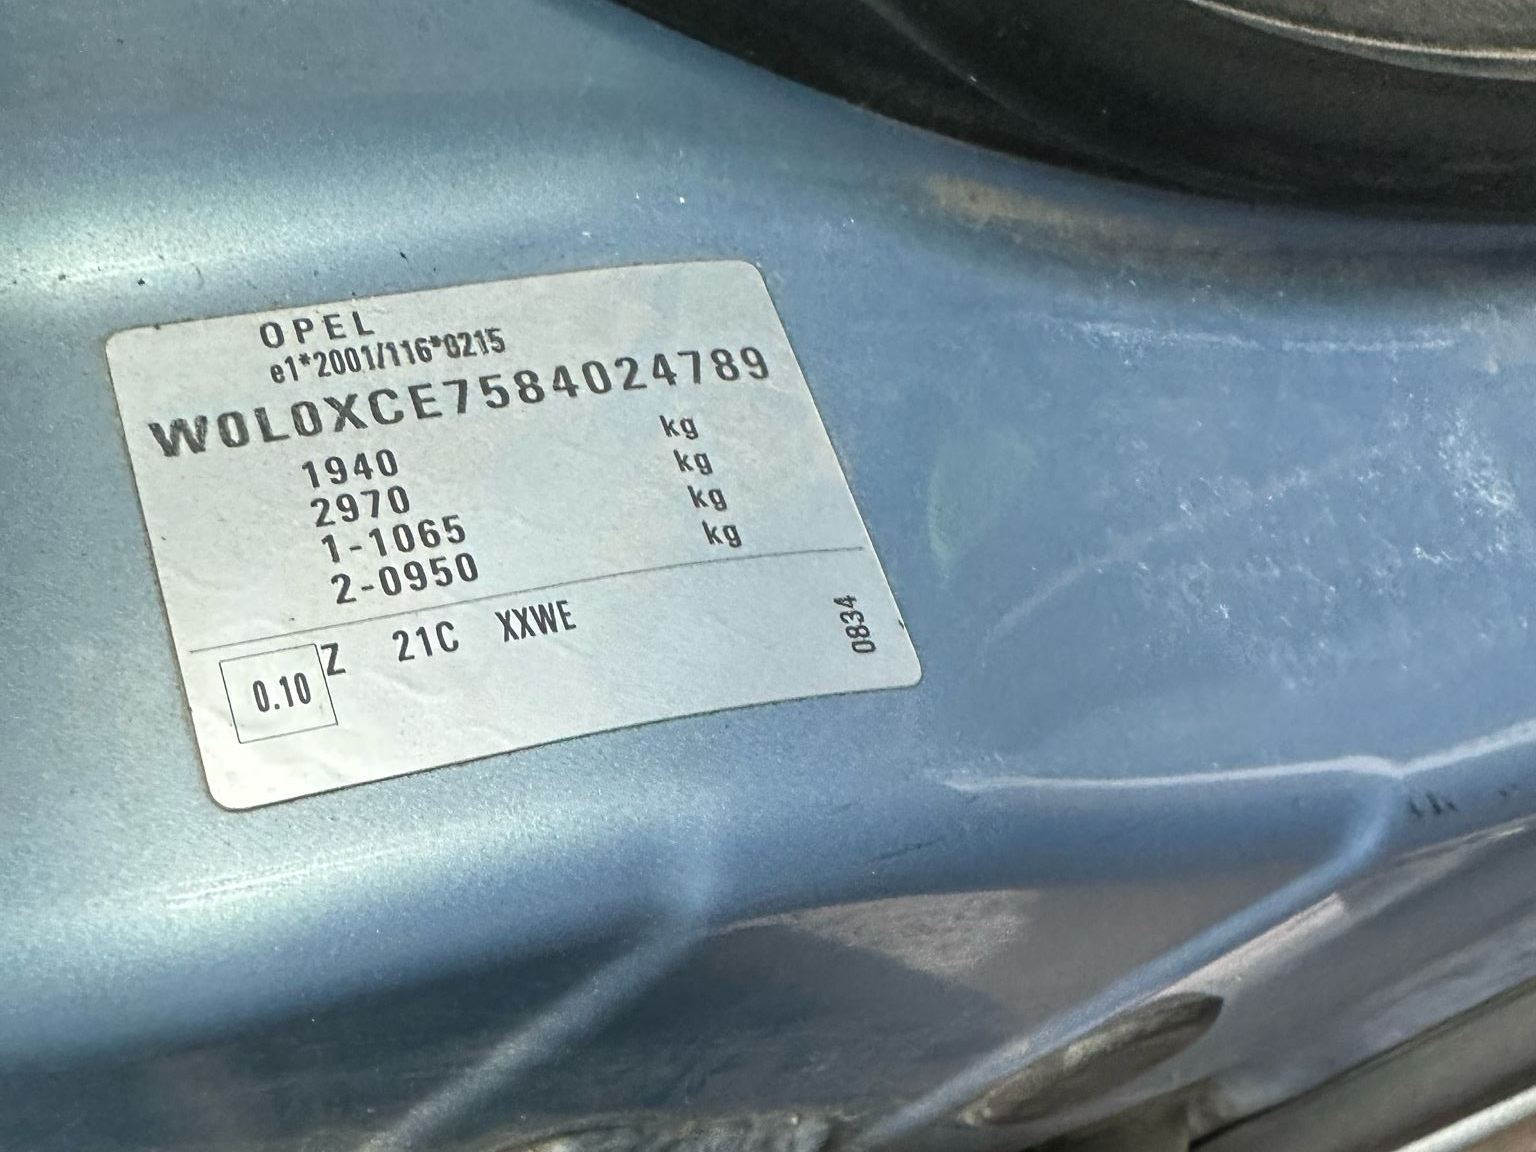 OPEL
e1*2001/116*0215
W0L0XCE7584024789
kg
1940 kg
2970 kg
1-1065 kg
2-0950
0.10 Z 21C XXWE 0834